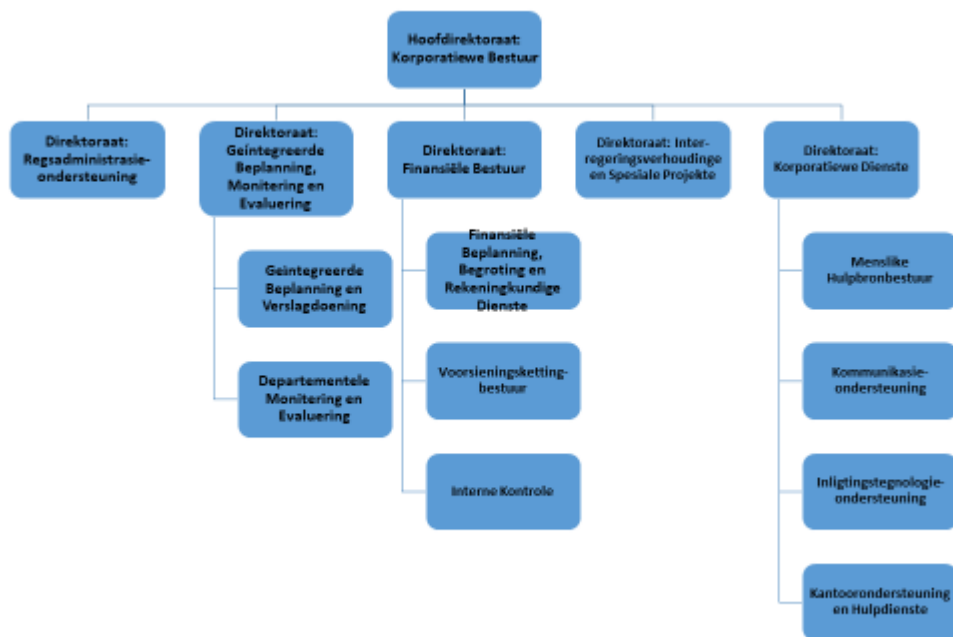 Hoofdirektoraat:
Korporatiewe Bestuur
Direktoraat:
Regsadministrasie-
ondersteuning
Direktoraat:
Geïntegreerde
Beplanning,
Monitering en
Evaluering
Direktoraat:
Finansiële Bestuur
Direktoraat: Inter-
regeringsverhoudinge
en Spesiale Projekte
Direktoraat:
Korporatiewe Dienste
Geïntegreerde
Beplanning en
Verslagdoening
Departementele
Monitering en
Evaluering
Finansiële
Beplanning,
Begroting en
Rekeningkundige
Dienste
Voorsieningsketting-
bestuur
Interne Kontrole
Menslike
Hulpbronbestuur
Kommunikasie-
ondersteuning
Inligtingstegnologie-
ondersteuning
Kantoorondersteuning
en Hulpdienste